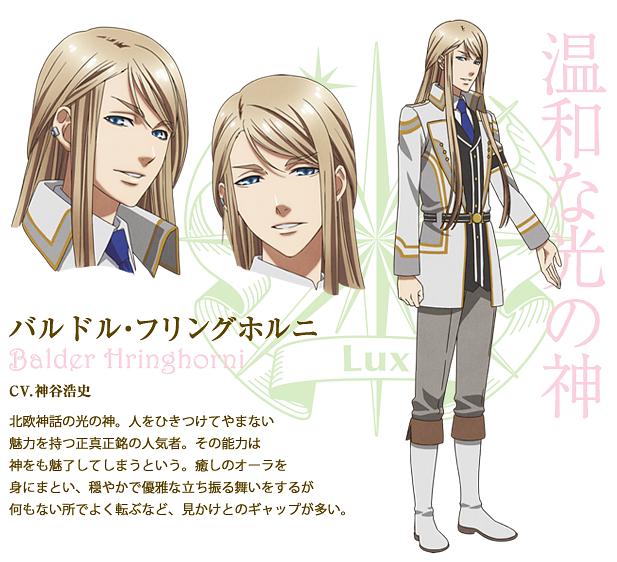 温和な光の神
バルドル・フリングホルニ
Balder Hringhorni
Lux
CV.神谷浩史
北欧神話の光の神。人をひきつけてやまない
魅力を持つ正真正銘の人気者。その能力は
神をも魅了してしまうという。癒しのオーラを
身にまとい、穏やかで優雅な立ち振る舞いをするが
何もない所でよく転ぶなど、見かけとのギャップが多い。